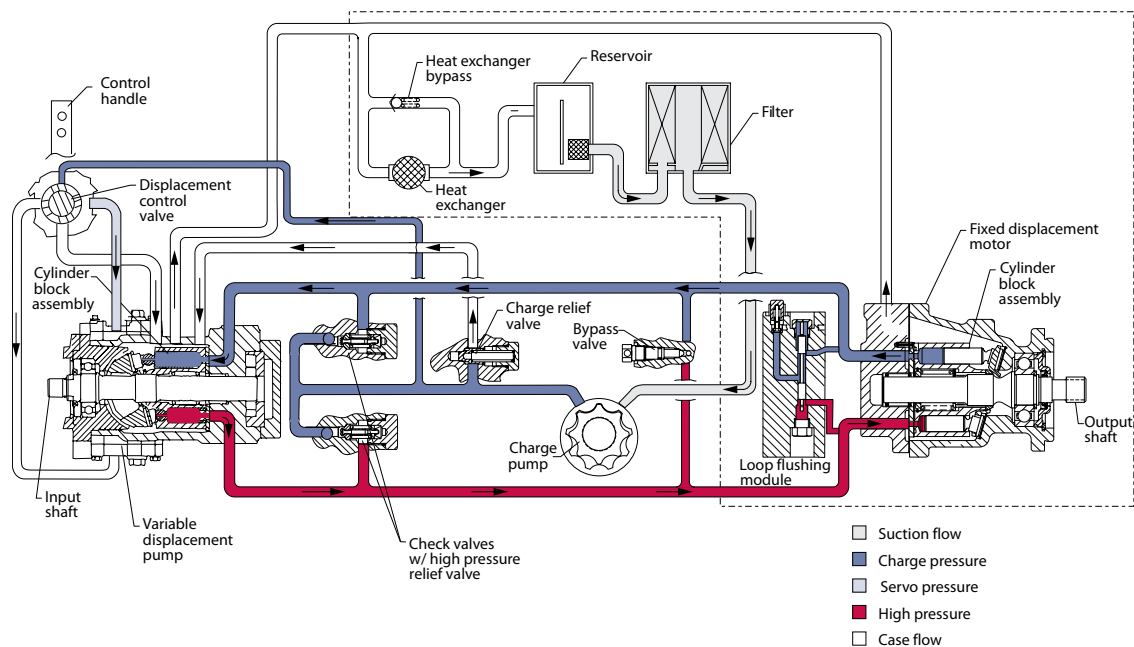 Control
handle
Heat exchanger
bypass
Reservoir
Filter
Displacement
control
valve
Heat
exchanger
Fixed displacement
motor
Cylinder
block
assembly
Cylinder
block
assembly
Charge relief
valve
Bypass
valve
Charge
pump
Loop flushing
module
Output
shaft
Input
shaft
Variable
displacement
pump
Check valves
w/ high pressure
relief valve
Suction flow
Charge pressure
Servo pressure
High pressure
Case flow